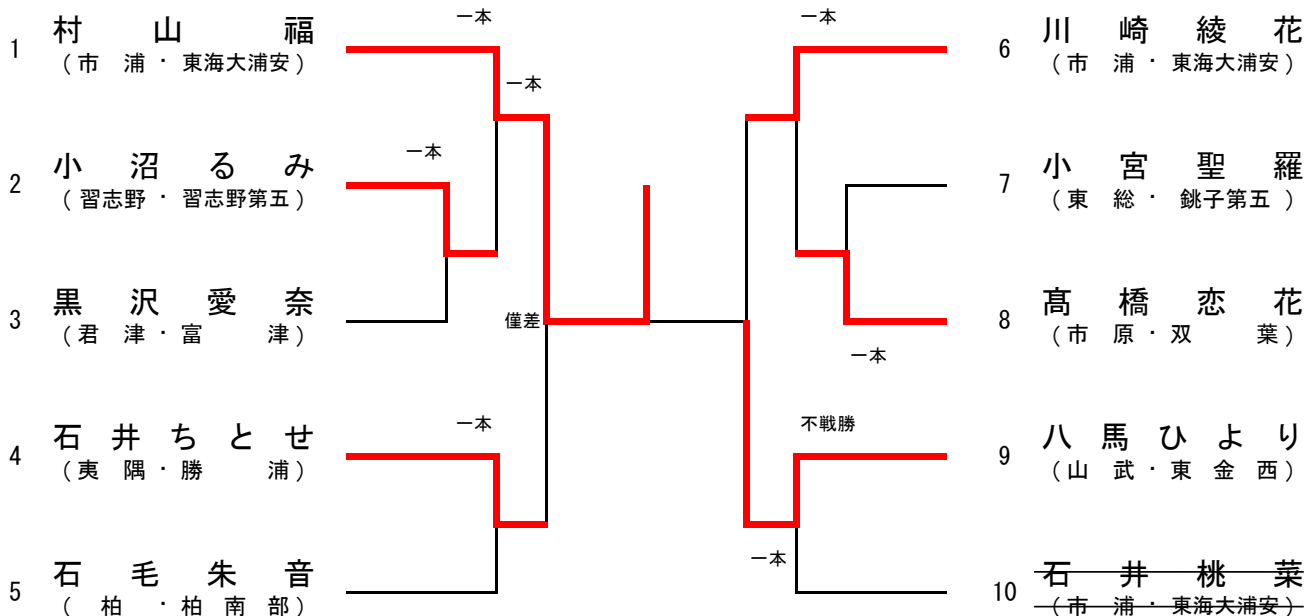 一本
1 村山福
(市浦・東海大浦安)
一本
一本
2 小沼るみ
(習志野・習志野第五)
3 黒沢愛奈
(君津・富津)
僅差
一本
4 石井ちとせ
(夷隅・勝浦)
5 石毛朱音
(柏・柏南部)
一本
6 川崎綾花
(市浦・東海大浦安)
7 小宮聖羅
(東総・銚子第五)
8 髙橋恋花
(市原・双葉)
一本
不戦勝
9 八馬ひより
(山武・東金西)
一本
10 石井桃菜
(市浦・東海大浦安)